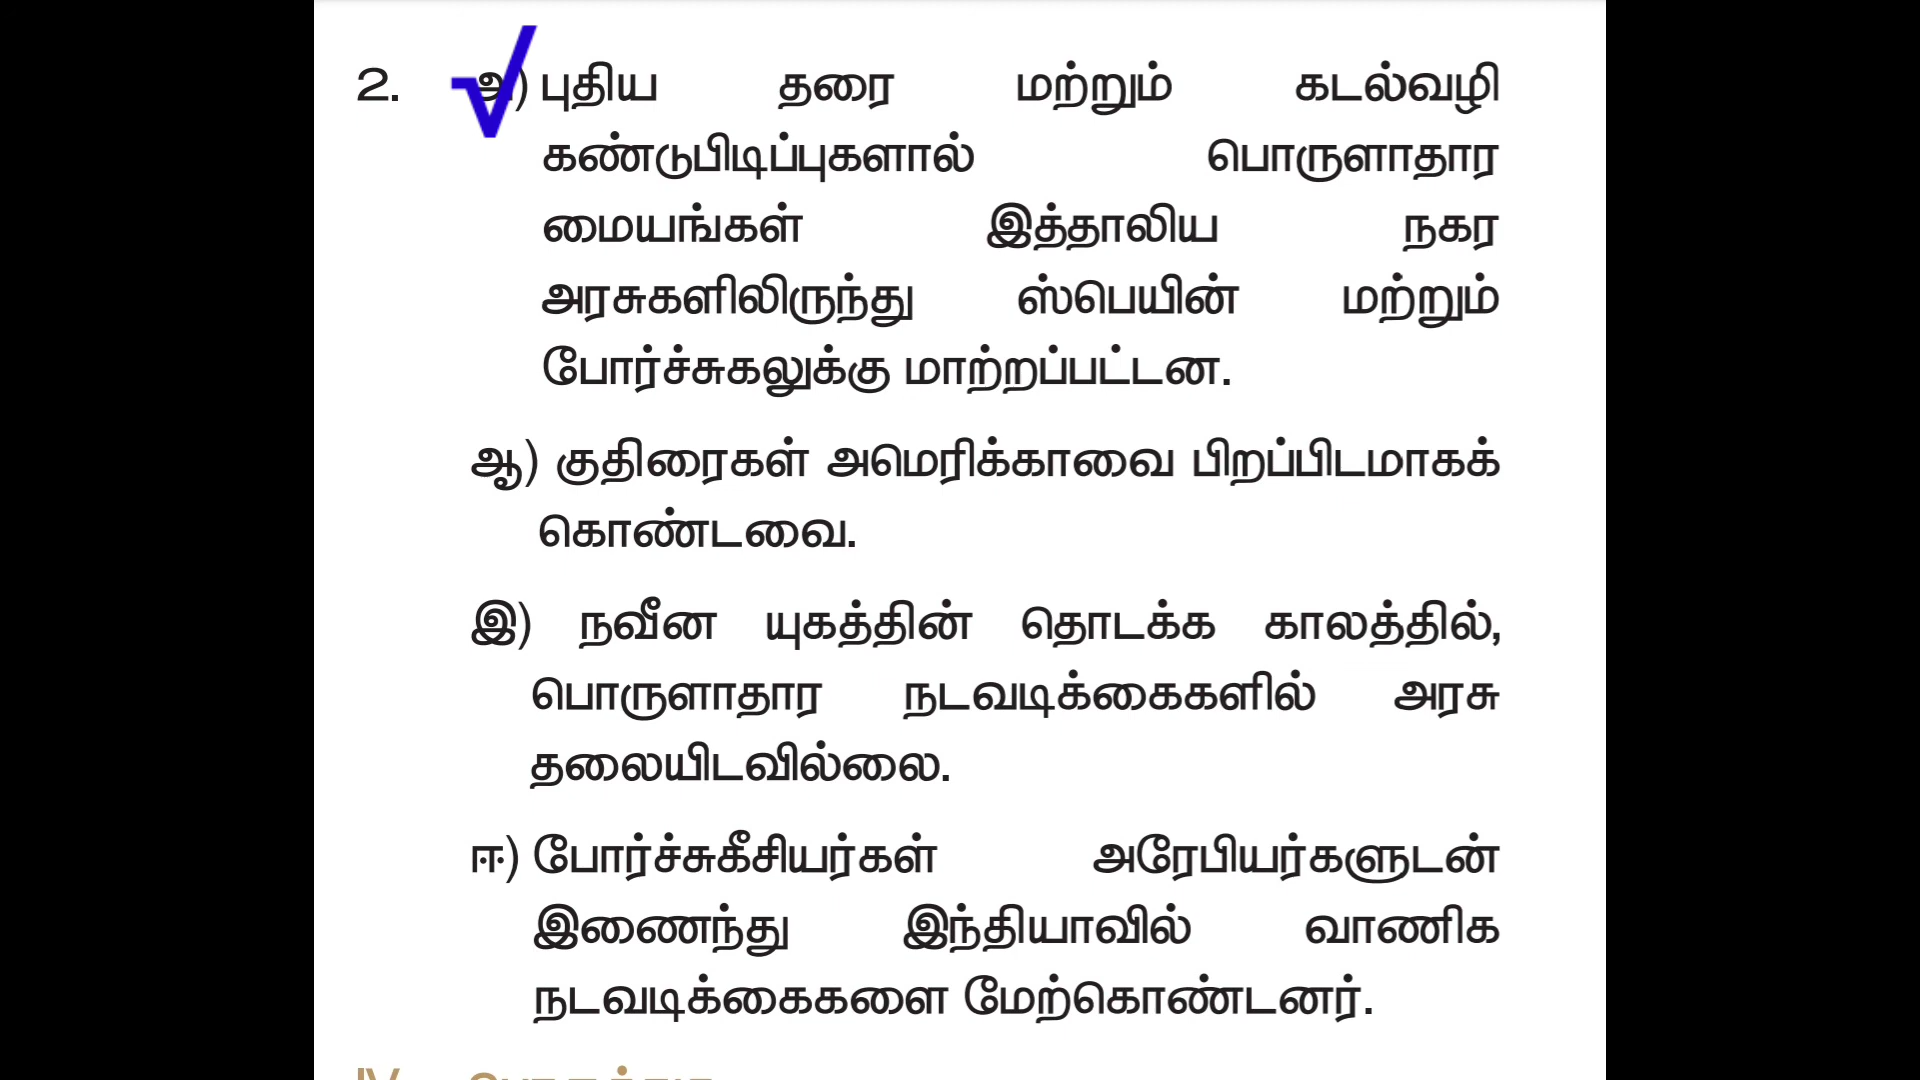 2. அ) புதிய தரை மற்றும் கடல்வழி
கண்டுபிடிப்புகளால் பொருளாதார
மையங்கள் இத்தாலிய நகர
அரசுகளிலிருந்து ஸ்பெயின் மற்றும்
போர்ச்சுகலுக்கு மாற்றப்பட்டன.
ஆ) குதிரைகள் அமெரிக்காவை பிறப்பிடமாகக்
கொண்டவை.
இ) நவீன யுகத்தின் தொடக்க காலத்தில்,
பொருளாதார நடவடிக்கைகளில் அரசு
தலையிடவில்லை.
ஈ) போர்ச்சுகீசியர்கள் அரேபியர்களுடன்
இணைந்து இந்தியாவில் வாணிக
நடவடிக்கைகளை மேற்கொண்டனர்.
IV.